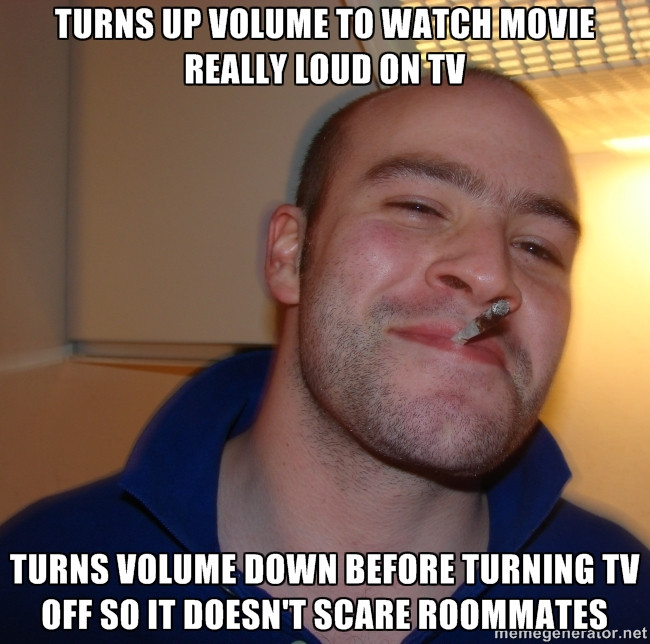 TURNS UP VOLUME TO WATCH MOVIE
REALLY LOUD ON TV
TURNS VOLUME DOWN BEFORE TURNING TV
OFF SO IT DOESN'T SCARE ROOMMATES
memegenerator.net